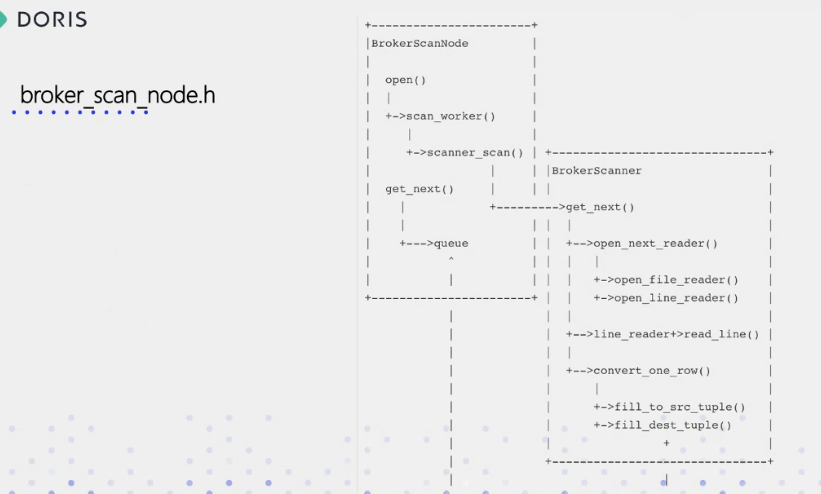 DORIS
broker_scan_node.h
+-----------------------+
|BrokerScanNode         |
|                       |
|  open()               |
|  |                    |
|  +->scan_worker()     |
|     |                 |
|     +->scanner_scan() | +-------------------------------+
|                 |     | |BrokerScanner                  |
|  get_next()     |     | |                               |
|    |            +--------->get_next()                   |
|    |                  | |  |                            |
|    +--->queue         | |  +-->open_next_reader()       |
|           ^           | |  |   |                        |
|           |           | |  |   +->open_file_reader()    |
+-----------------------+ |  |   +->open_line_reader()    |
            |             |  |                            |
            |             |  +-->line_reader+>read_line() |
            |             |  |                            |
            |             |  +-->convert_one_row()        |
            |             |      |                        |
            |             |      +->fill_to_src_tuple()   |
            |             |      +->fill_dest_tuple()     |
            |             |              +                |
            |             +-------------------------------+
            |                            |